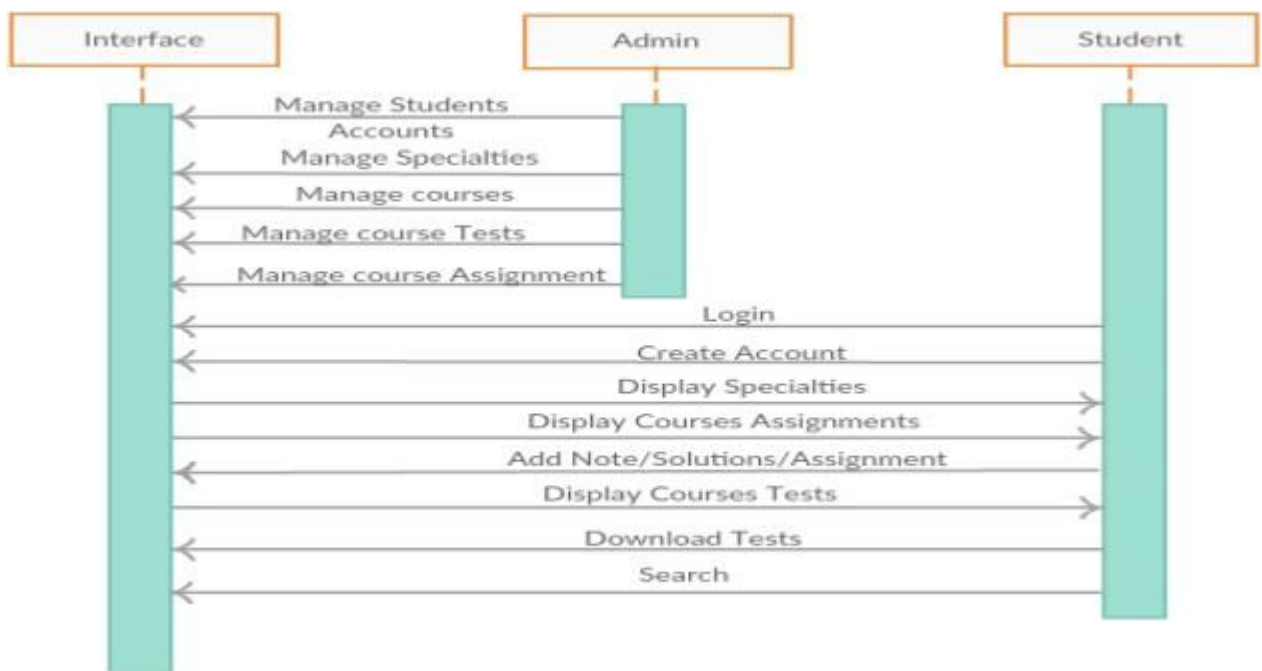 Interface
Admin
Student
Manage Students
Accounts
Manage Specialties
Manage courses
Manage course Tests
Manage course Assignment
Login
Create Account
Display Specialties
Display Courses Assignments
Add Note/Solutions/Assignment
Display Courses Tests
Download Tests
Search